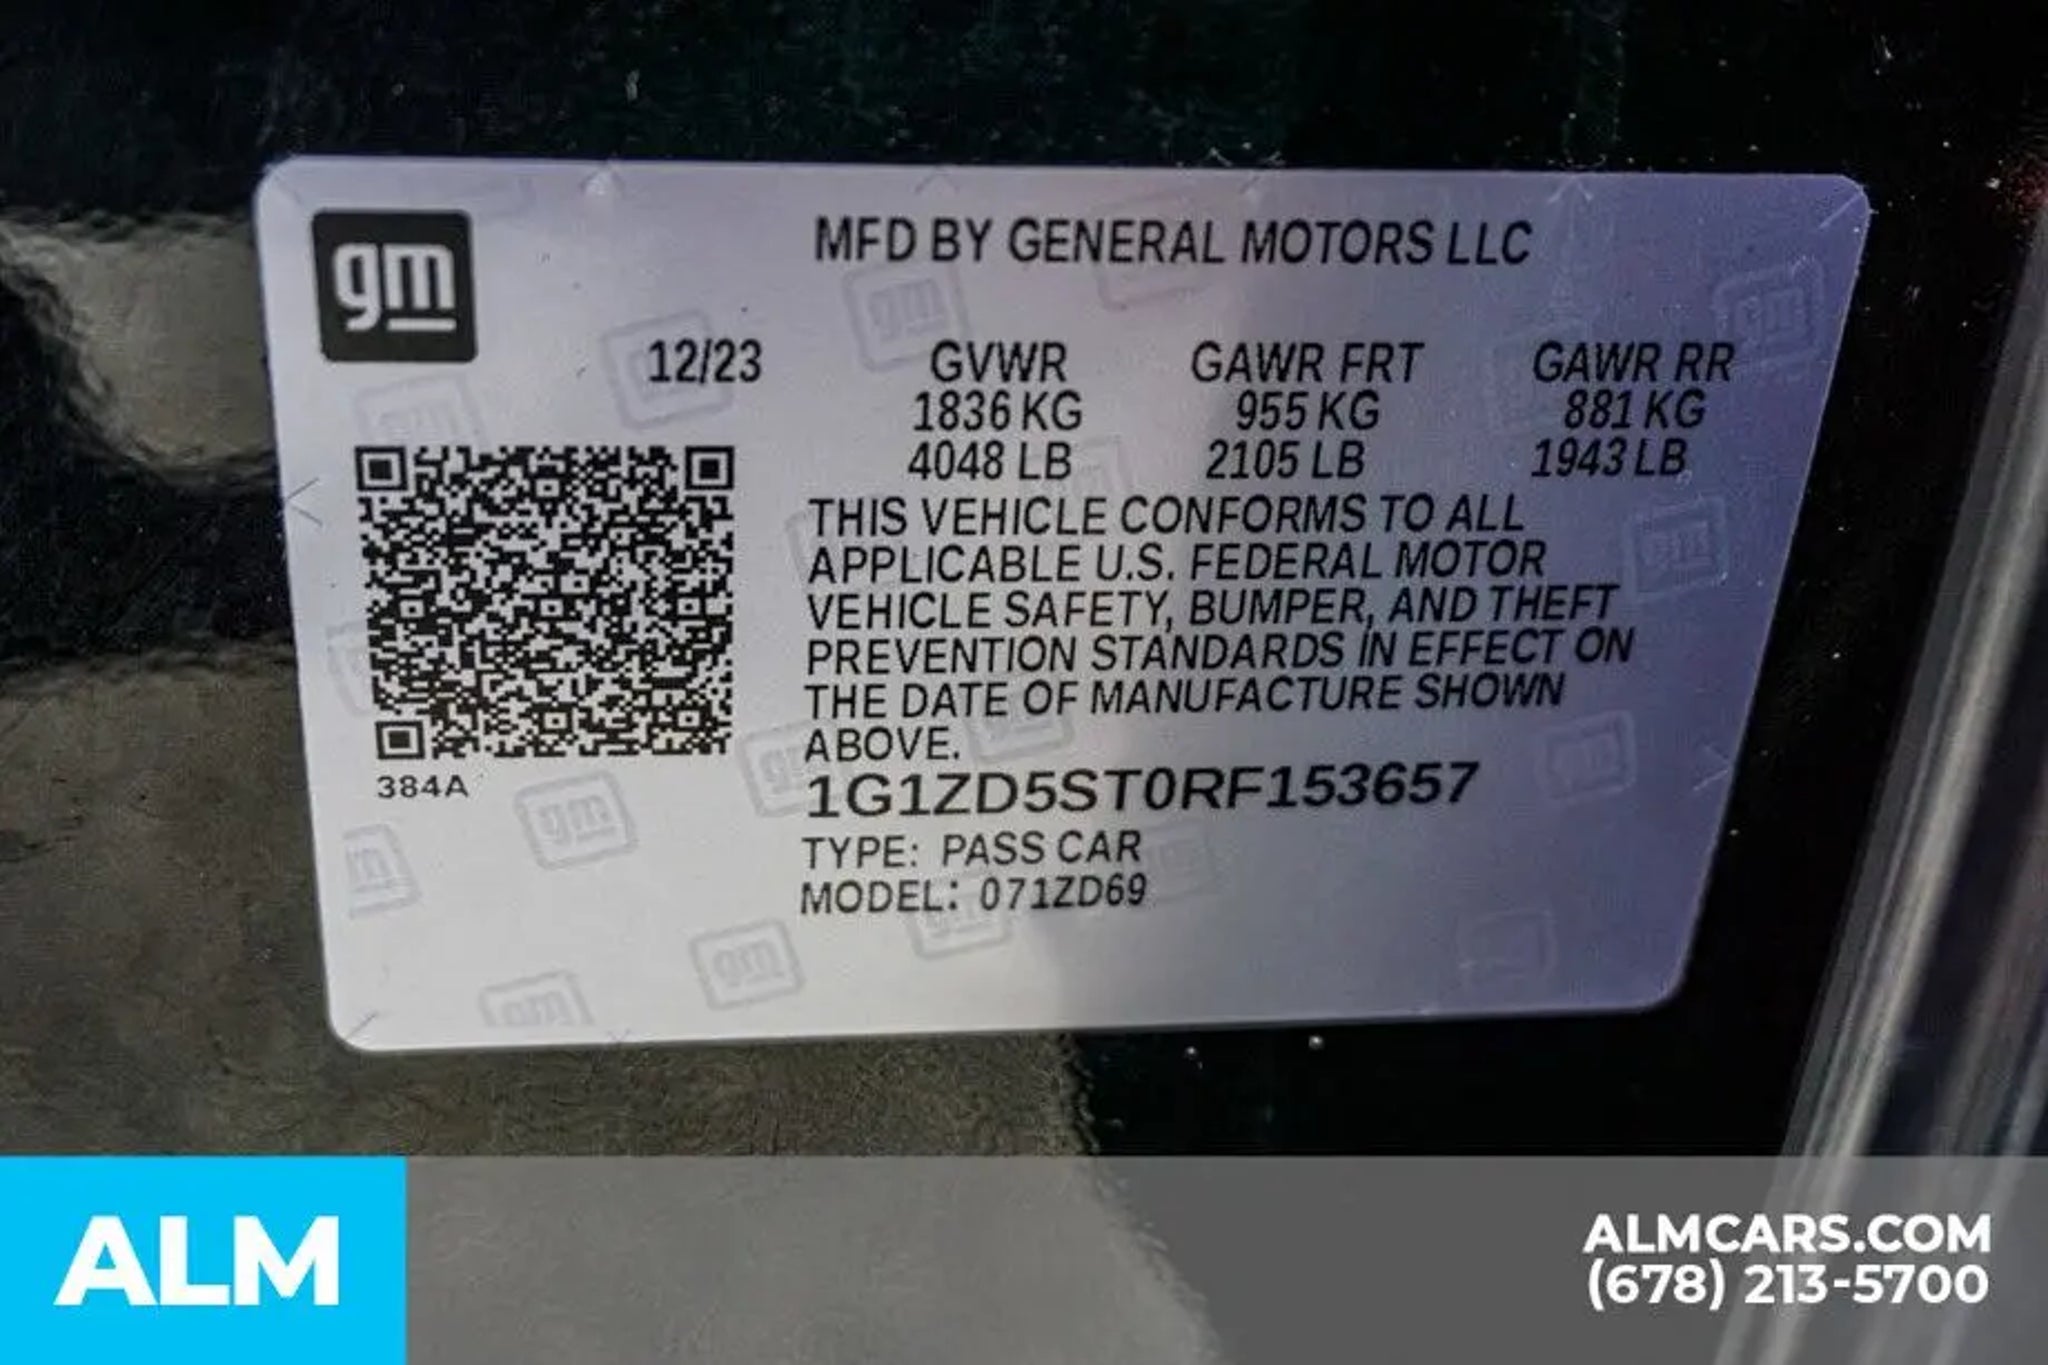 gm
MFD BY GENERAL MOTORS LLC
12/23 GVWR GAWR FRT GAWR RR
1836 KG 955 KG 881 KG
4048 LB 2105 LB 1943 LB
THIS VEHICLE CONFORMS TO ALL
APPLICABLE U.S. FEDERAL MOTOR
VEHICLE SAFETY, BUMPER, AND THEFT
PREVENTION STANDARDS IN EFFECT ON
THE DATE OF MANUFACTURE SHOWN
ABOVE.
384A
1G1ZD5ST0RF153657
TYPE: PASS CAR
MODEL: 071ZD69
ALM
ALMCARS.COM
(678) 213-5700